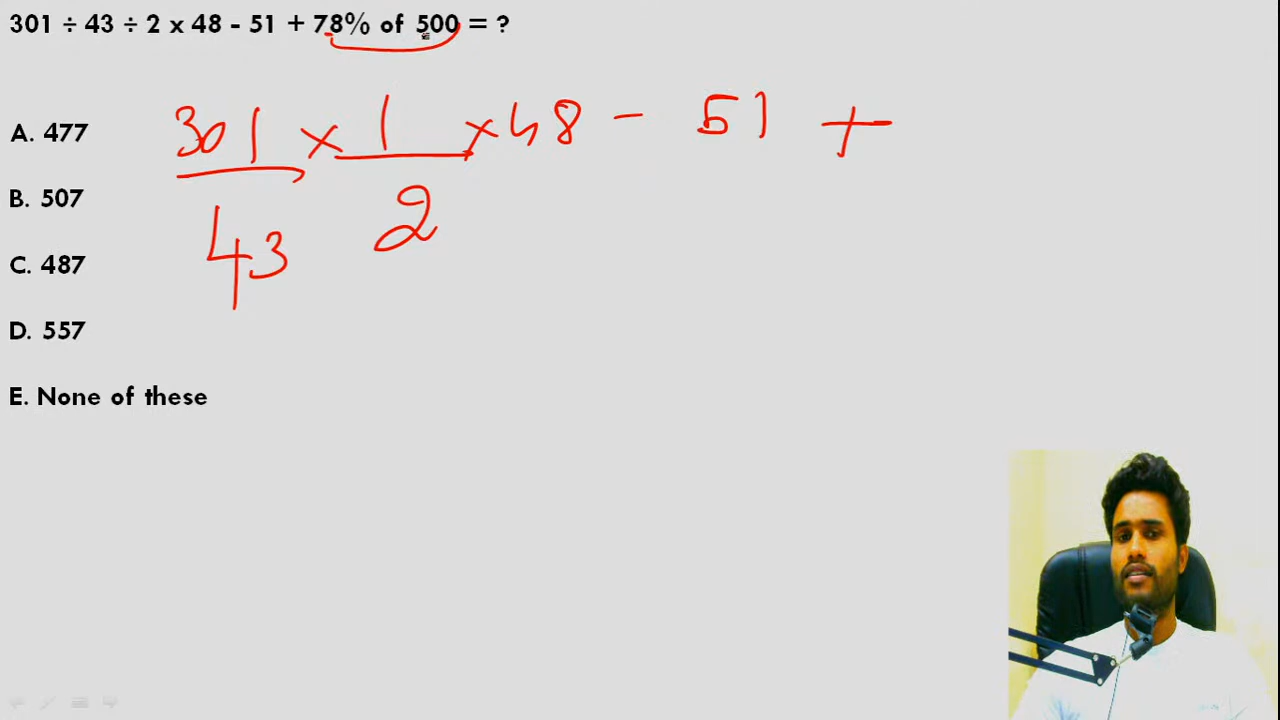 301 ÷ 43 ÷ 2 x 48 - 51 + 78% of 500 = ?
301 × 1 × 48 - 51 +
43 2
A. 477
B. 507
C. 487
D. 557
E. None of these